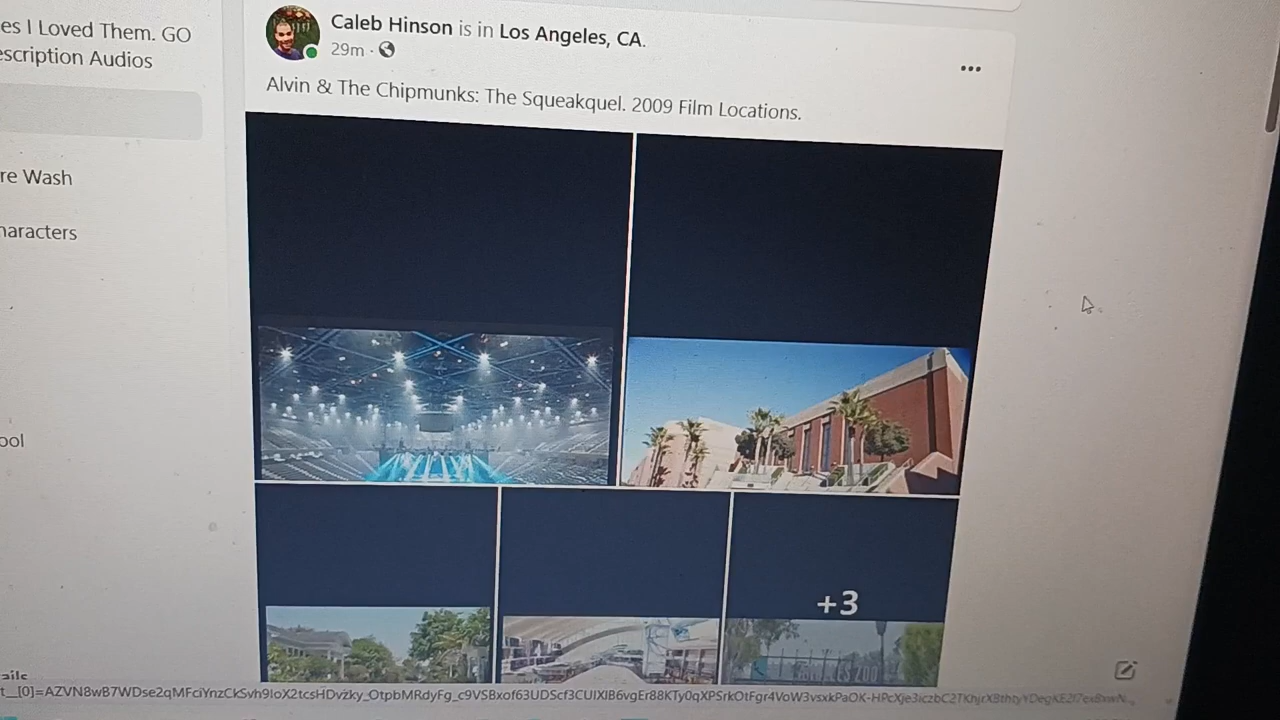 es I Loved Them. GO
escription Audios
re Wash
naracters
ool
ails
Caleb Hinson is in Los Angeles, CA.
29m
Alvin & The Chipmunks: The Squeakquel. 2009 Film Locations.
+3